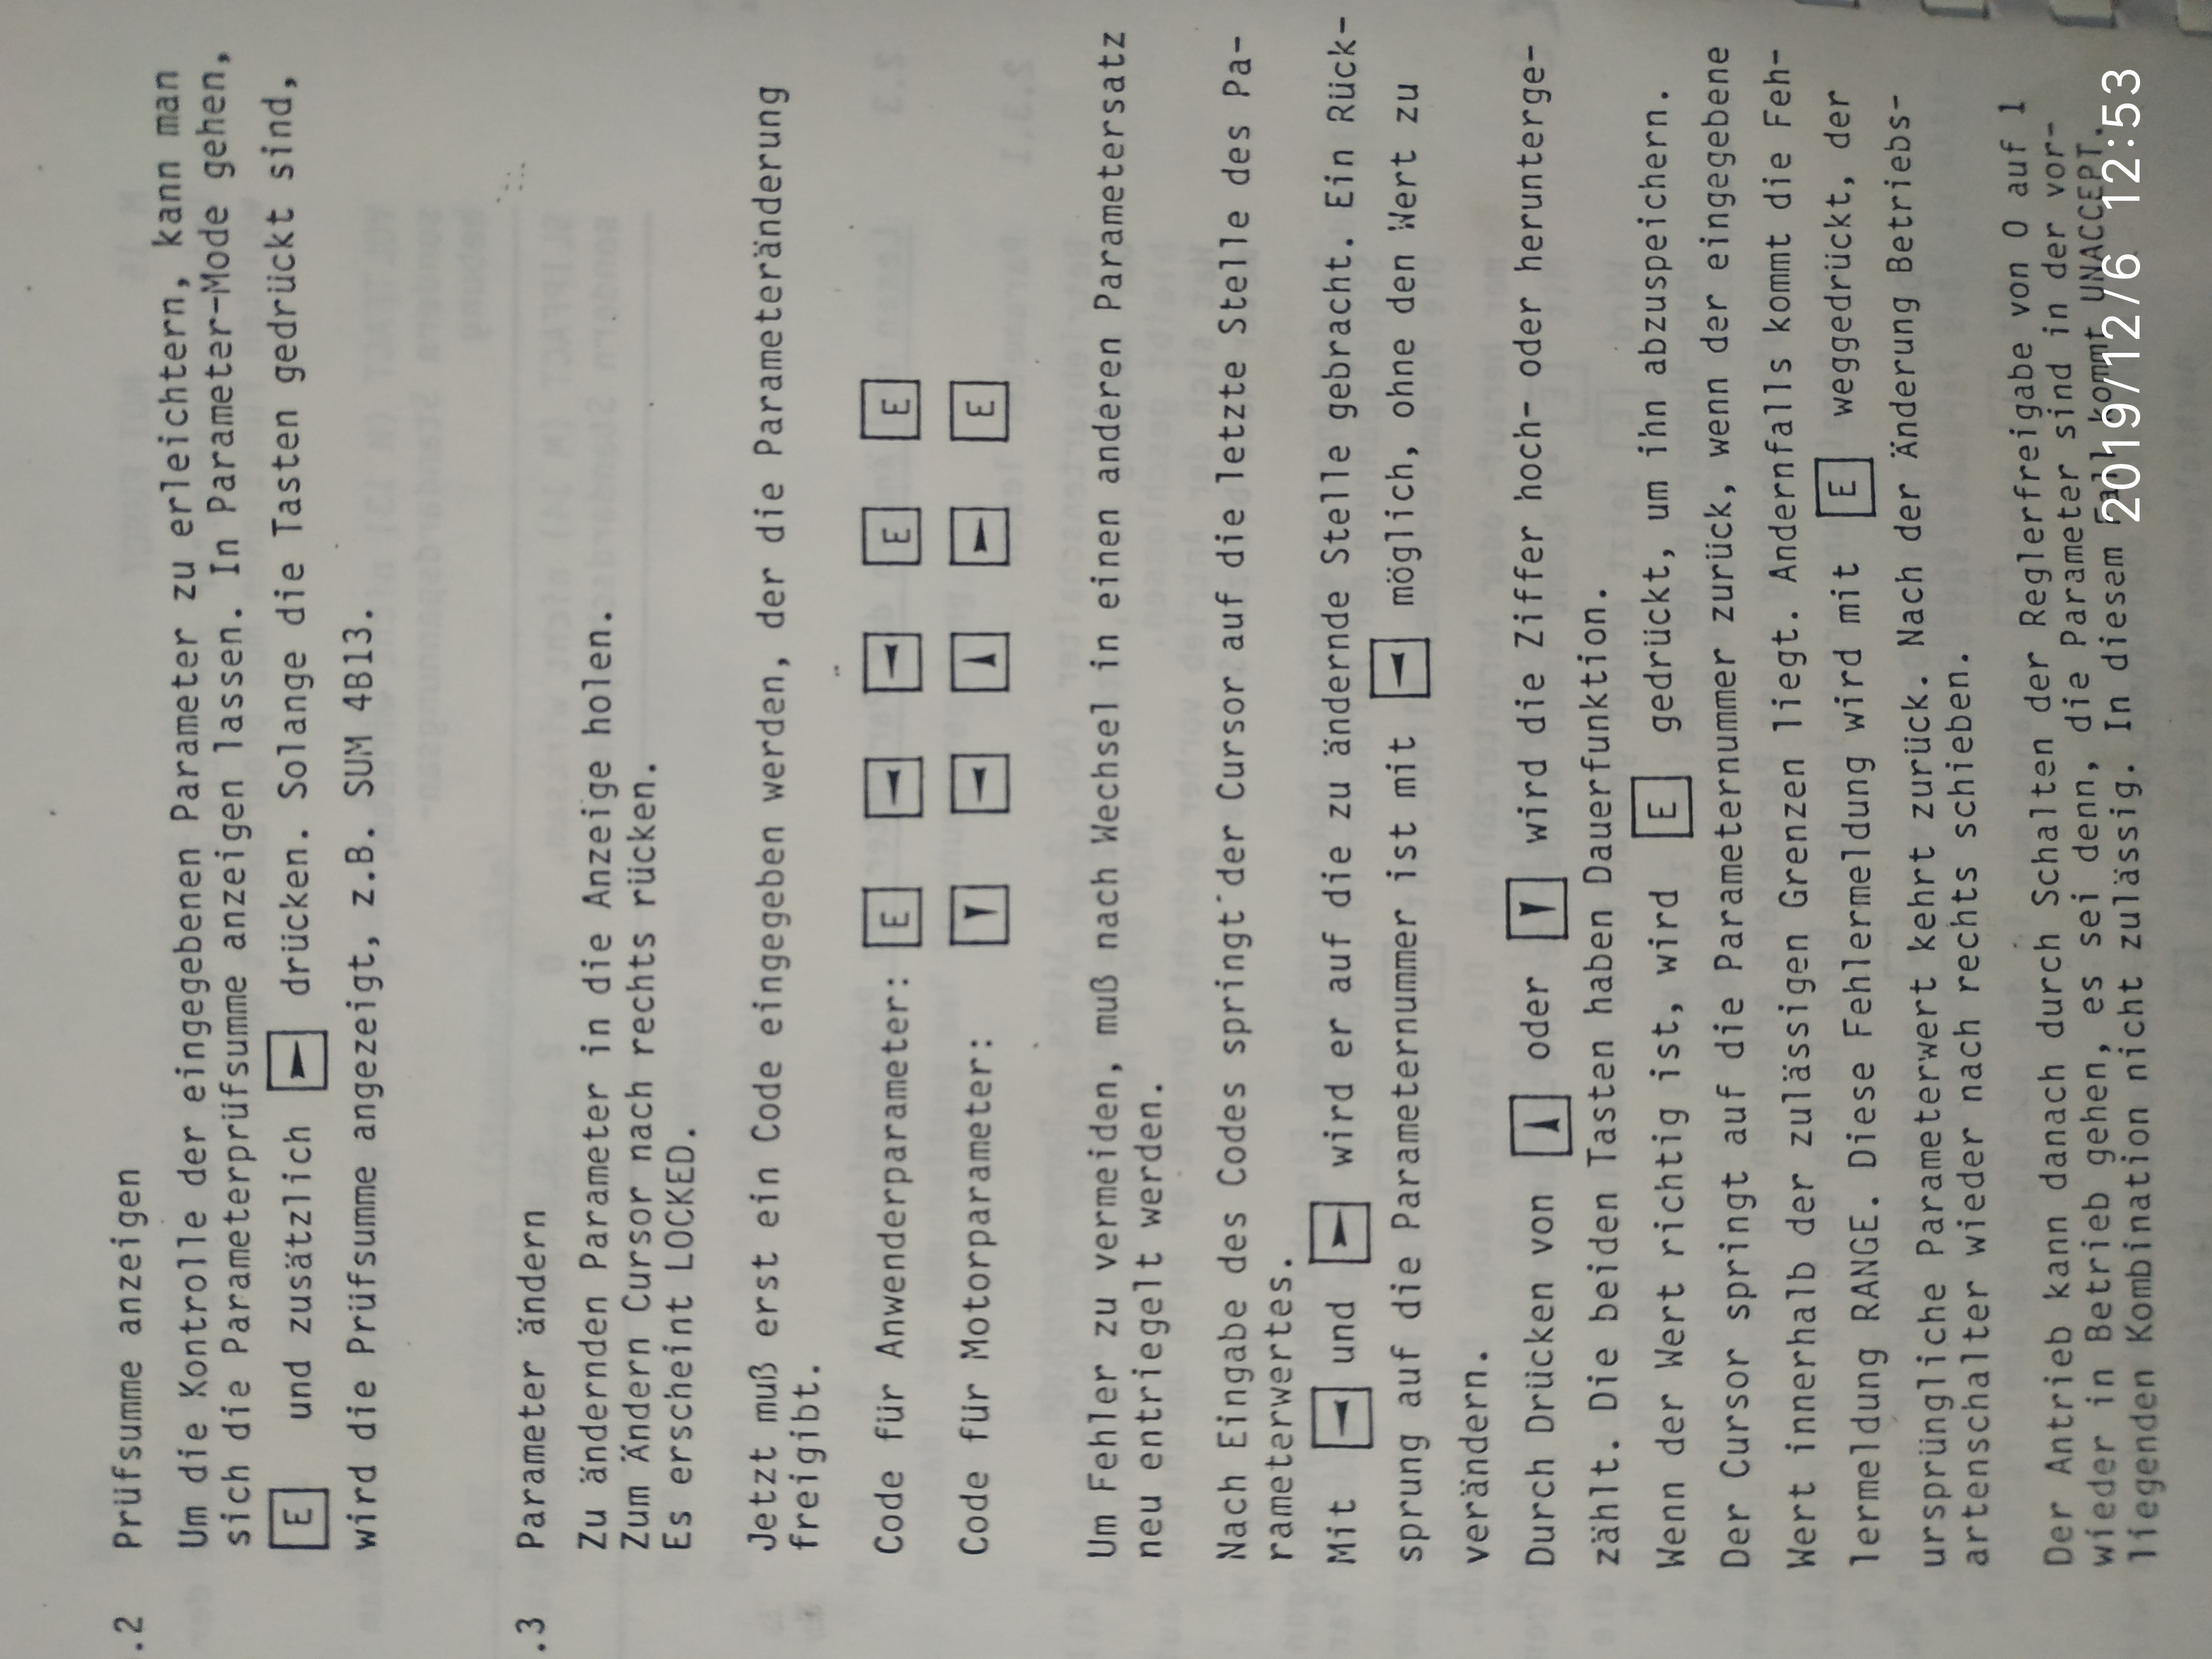 .2 Prüfsumme anzeigen
Um die Kontrolle der eingegebenen Parameter zu erleichtern, kann man
sich die Parameterprüfsumme anzeigen lassen. In Parameter-Mode gehen,
E und zusätzlich ► drücken. Solange die Tasten gedrückt sind,
wird die Prüfsumme angezeigt, z.B. SUM 4B13.
.3 Parameter ändern
Zu ändernden Parameter in die Anzeige holen.
Zum Ändern Cursor nach rechts rücken.
Es erscheint LOCKED.
Jetzt muß erst ein Code eingegeben werden, der die Parameteränderung
freigibt.
Code für Anwenderparameter: E ◄ ◄ E E
Code für Motorparameter: ▼ ◄ ▲ ► E
Um Fehler zu vermeiden, muß nach Wechsel in einen anderen Parametersatz
neu entriegelt werden.
Nach Eingabe des Codes springt der Cursor auf die letzte Stelle des Pa-
rameterwertes.
Mit ◄ und ► wird er auf die zu ändernde Stelle gebracht. Ein Rück-
sprung auf die Parameternummer ist mit ◄ möglich, ohne den Wert zu
verändern.
Durch Drücken von ▲ oder ▼ wird die Ziffer hoch- oder herunterge-
zählt. Die beiden Tasten haben Dauerfunktion.
Wenn der Wert richtig ist, wird E gedrückt, um ihn abzuspeichern.
Der Cursor springt auf die Parameternummer zurück, wenn der eingegebene
Wert innerhalb der zulässigen Grenzen liegt. Andernfalls kommt die Feh-
lermeldung RANGE. Diese Fehlermeldung wird mit E weggedrückt, der
ursprüngliche Parameterwert kehrt zurück. Nach der Änderung Betriebs-
artenschalter wieder nach rechts schieben.
Der Antrieb kann danach durch Schalten der Reglerfreigabe von 0 auf 1
wieder in Betrieb gehen, es sei denn, die Parameter sind in der vor-
liegenden Kombination nicht zulässig. In diesem Fall kommt UNACCEPT.
2019/12/6 12:53